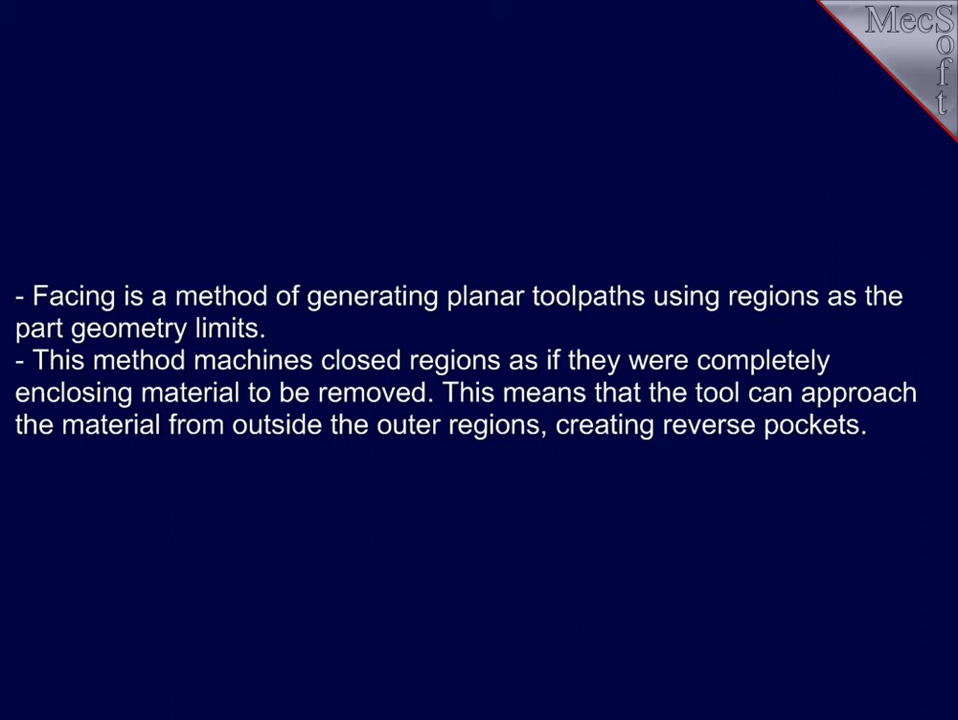 MecSoft
- Facing is a method of generating planar toolpaths using regions as the
part geometry limits.
- This method machines closed regions as if they were completely
enclosing material to be removed. This means that the tool can approach
the material from outside the outer regions, creating reverse pockets.